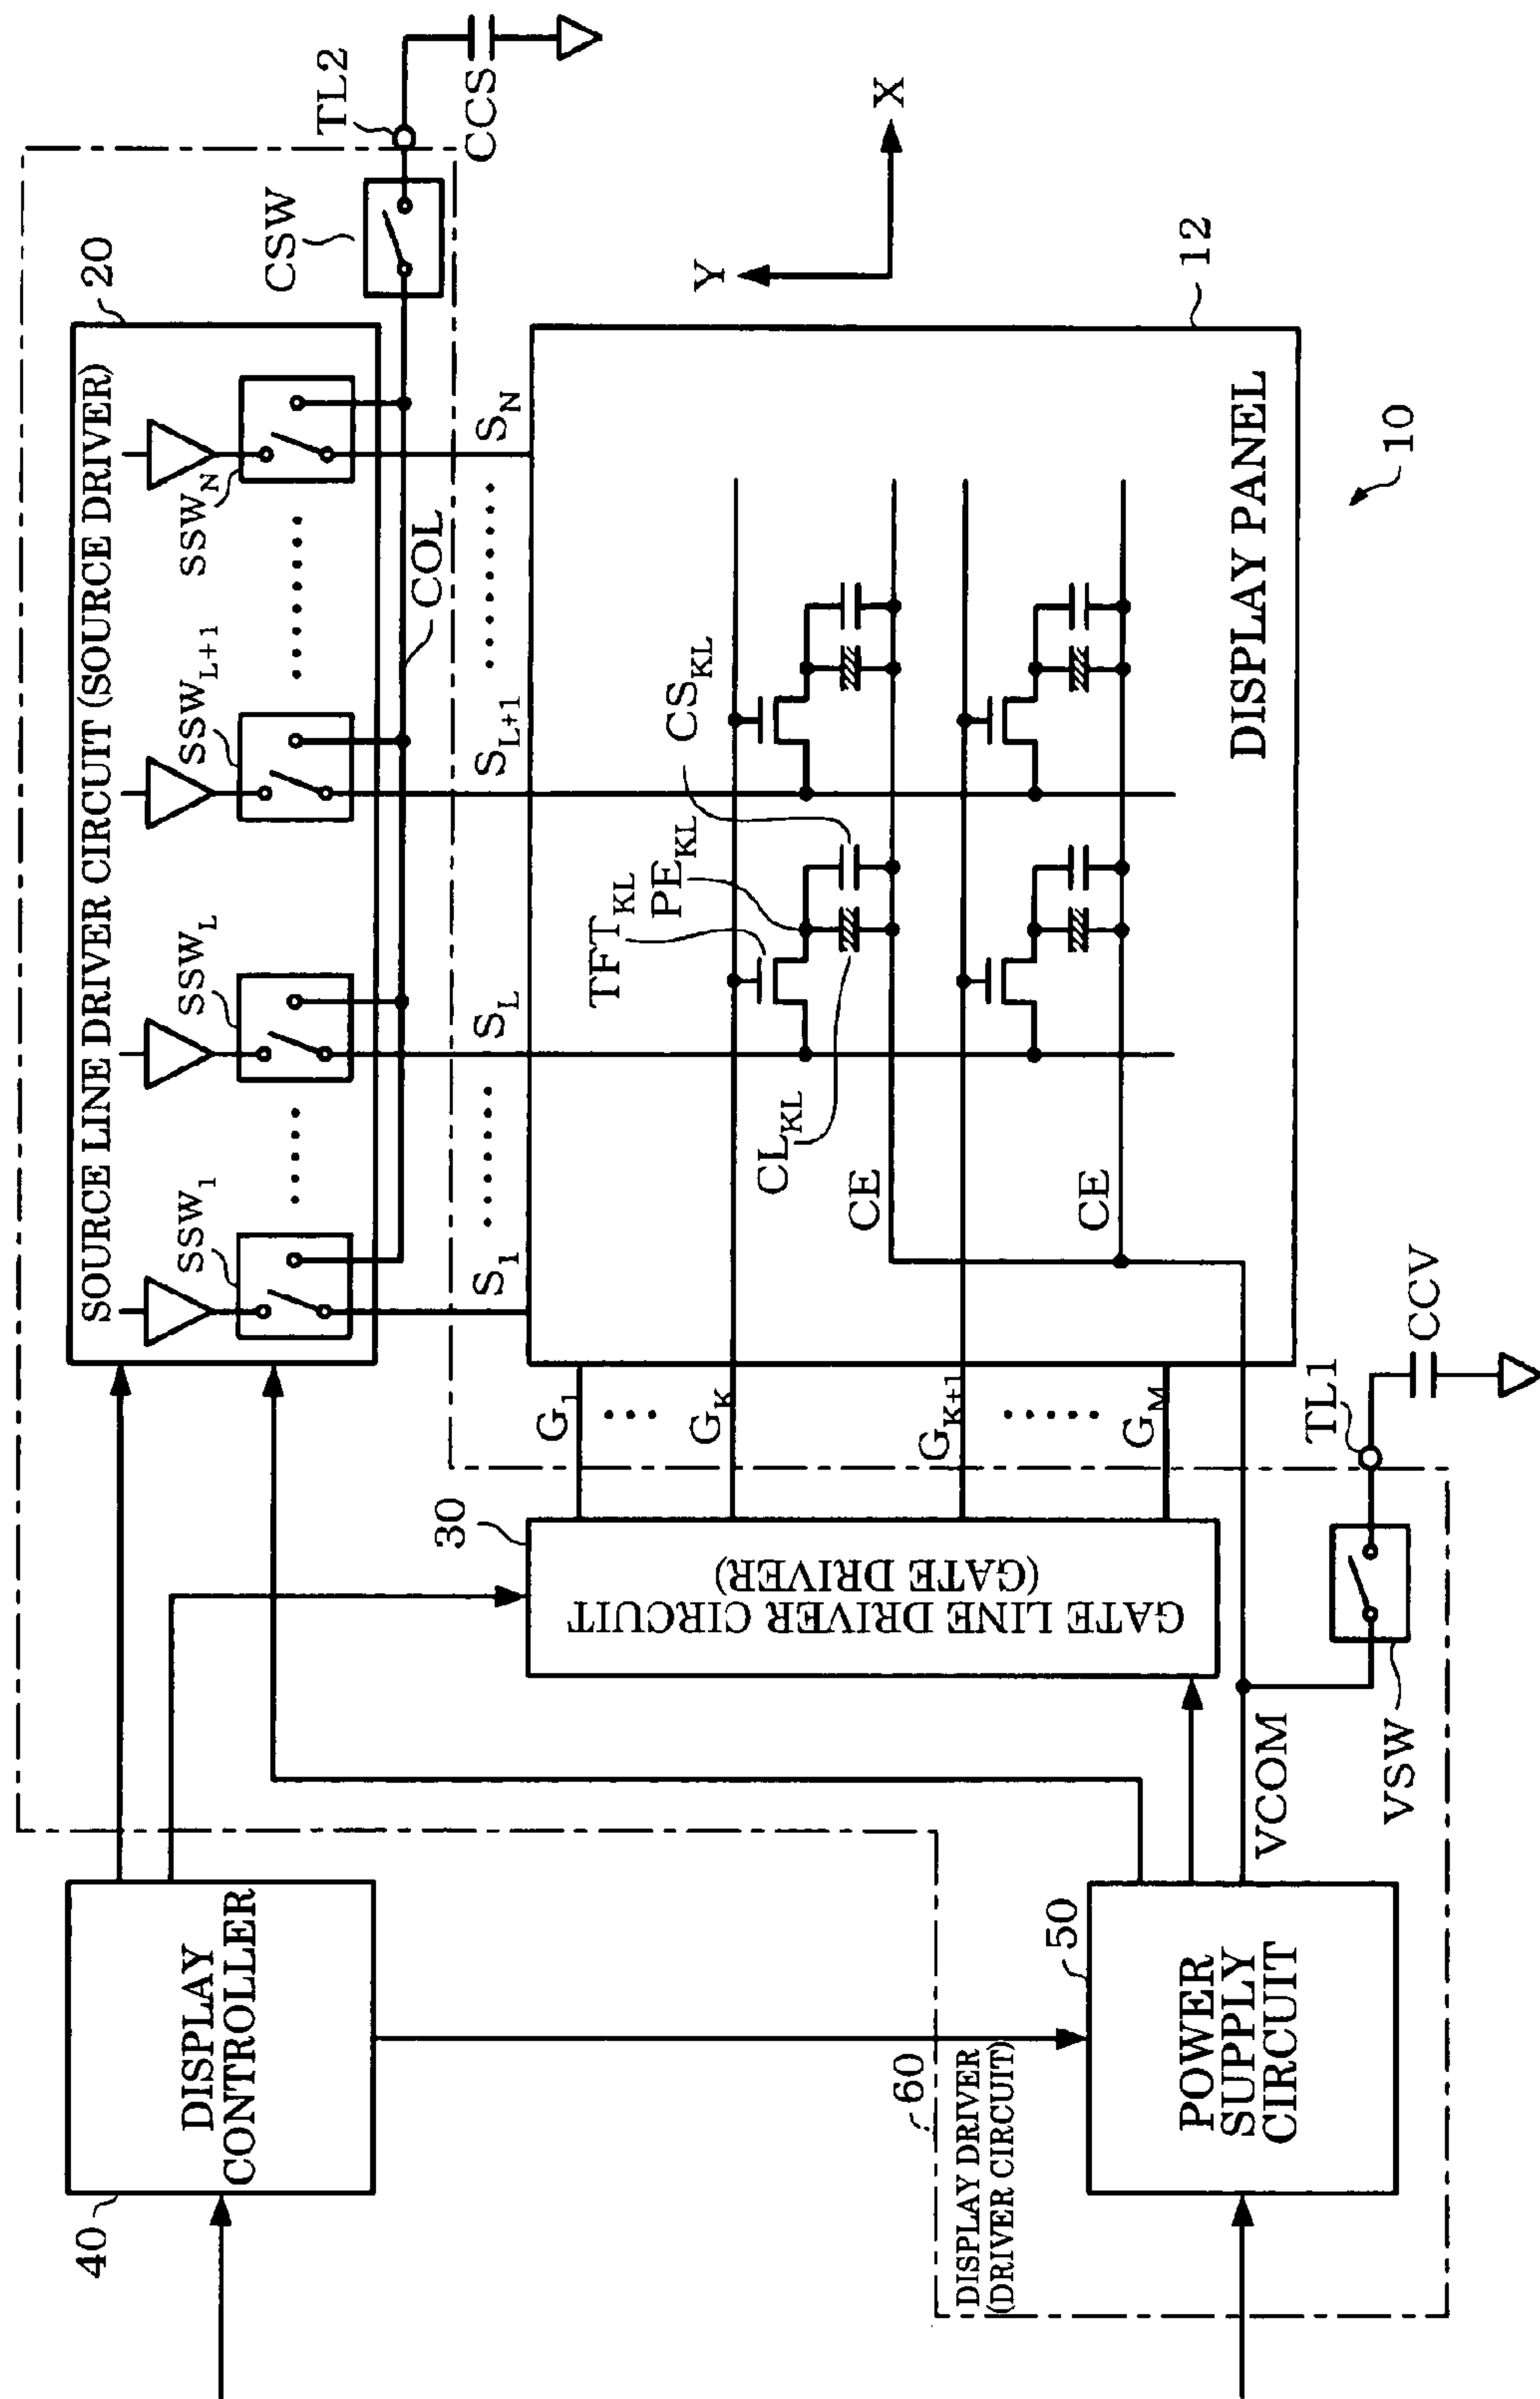 40
DISPLAY
CONTROLLER
SOURCE LINE DRIVER CIRCUIT (SOURCE DRIVER)
20
SSW1
SSWL
SSWL+1
SSWN
COL
CSW
TL2
CCS
S1
SL
SL+1
SN
30
GATE LINE DRIVER CIRCUIT
(GATE DRIVER)
G1
GK
GK+1
GM
TFTKL
PEKL
CSKL
CLKL
CE
CE
DISPLAY PANEL
12
Y
X
10
60
DISPLAY DRIVER
(DRIVER CIRCUIT)
50
POWER
SUPPLY
CIRCUIT
VCOM
VSW
TL1
CCV